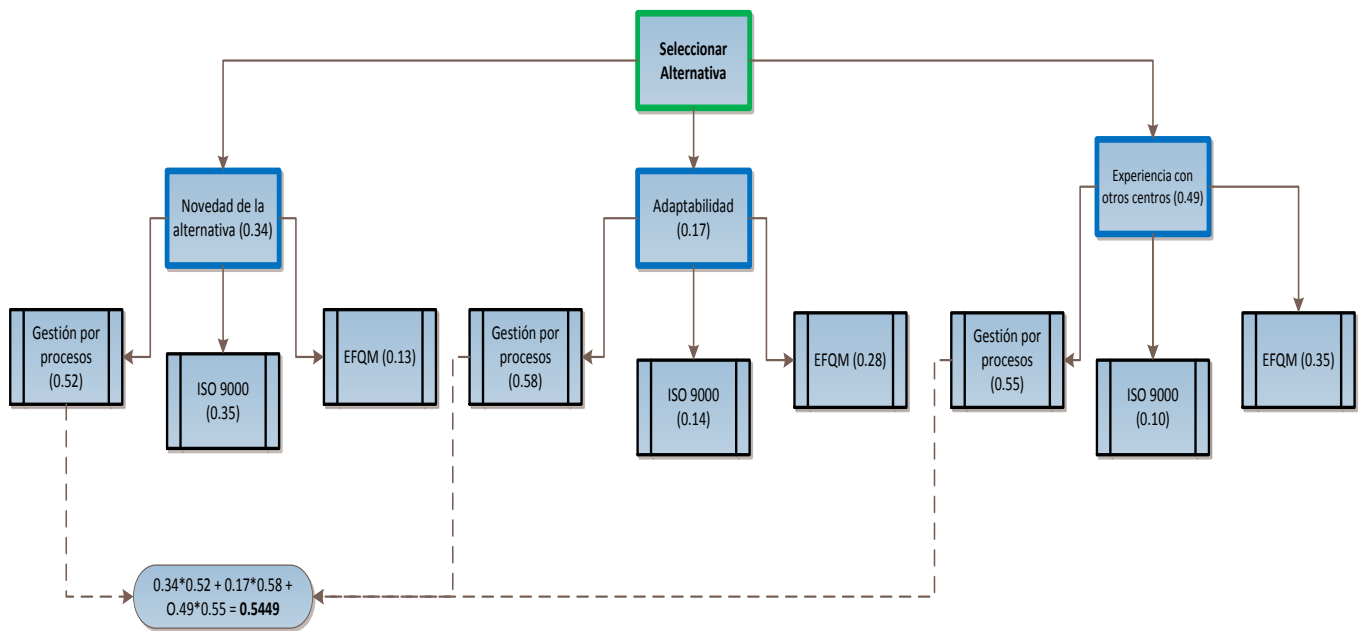 Seleccionar
Alternativa
Novedad de la
alternativa (0.34)
Adaptabilidad
(0.17)
Experiencia con
otros centros (0.49)
Gestión por
procesos
(0.52)
ISO 9000
(0.35)
EFQM (0.13)
Gestión por
procesos
(0.58)
ISO 9000
(0.14)
EFQM (0.28)
Gestión por
procesos
(0.55)
ISO 9000
(0.10)
EFQM (0.35)
0.34*0.52 + 0.17*0.58 +
O.49*0.55 = 0.5449